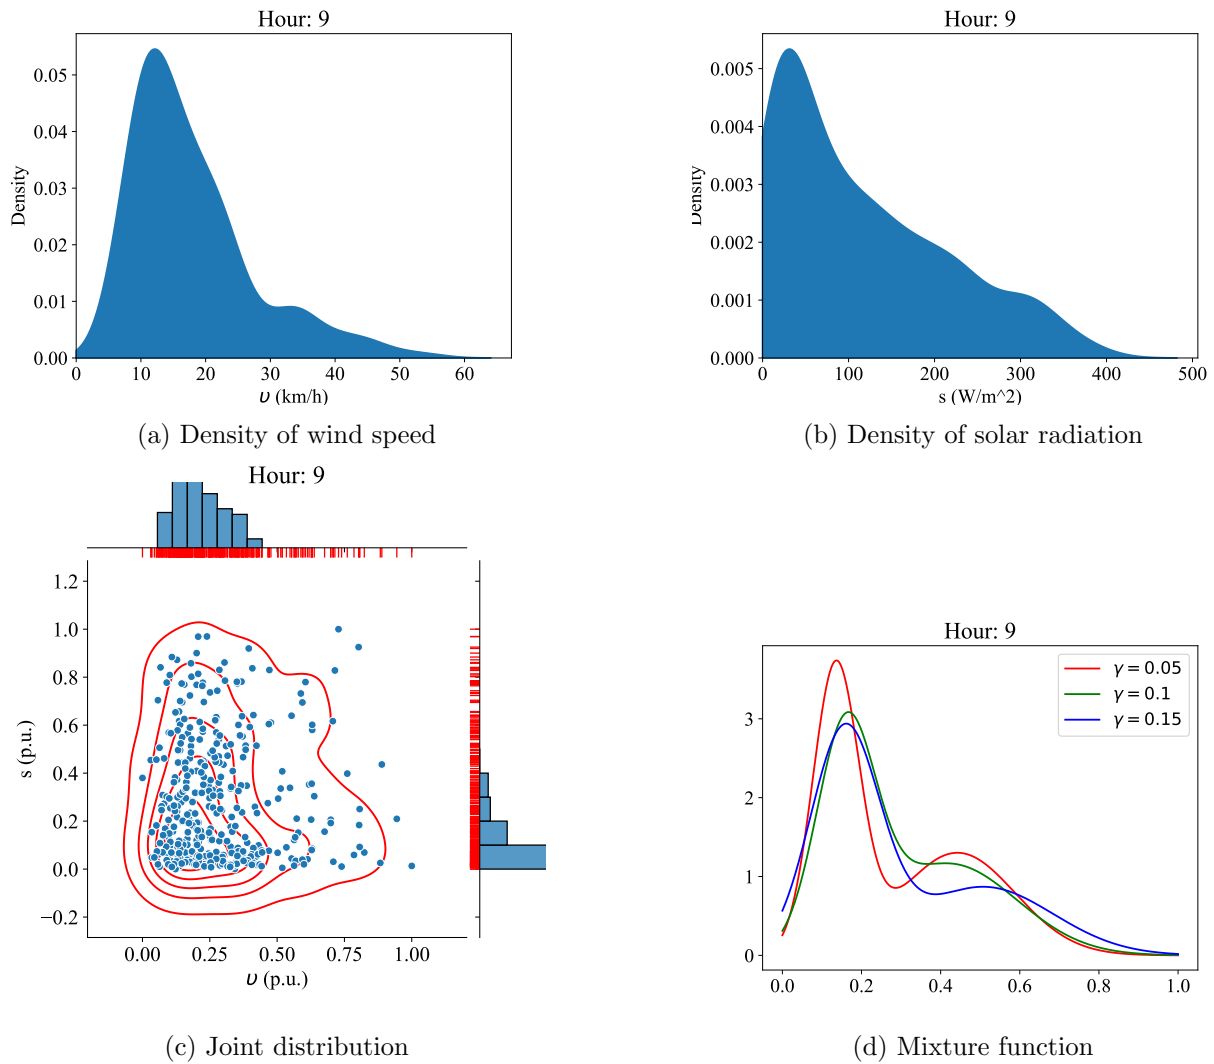 Hour: 9
Density
0.05
0.04
0.03
0.02
0.01
0.00
0 10 20 30 40 50 60
υ (km/h)
(a) Density of wind speed
Hour: 9
Density
0.005
0.004
0.003
0.002
0.001
0.000
0 100 200 300 400 500
s (W/m^2)
(b) Density of solar radiation
Hour: 9
s (p.u.)
1.2
1.0
0.8
0.6
0.4
0.2
0.0
−0.2
0.00 0.25 0.50 0.75 1.00
υ (p.u.)
(c) Joint distribution
Hour: 9
γ = 0.05
γ = 0.1
γ = 0.15
3
2
1
0
0.0 0.2 0.4 0.6 0.8 1.0
(d) Mixture function